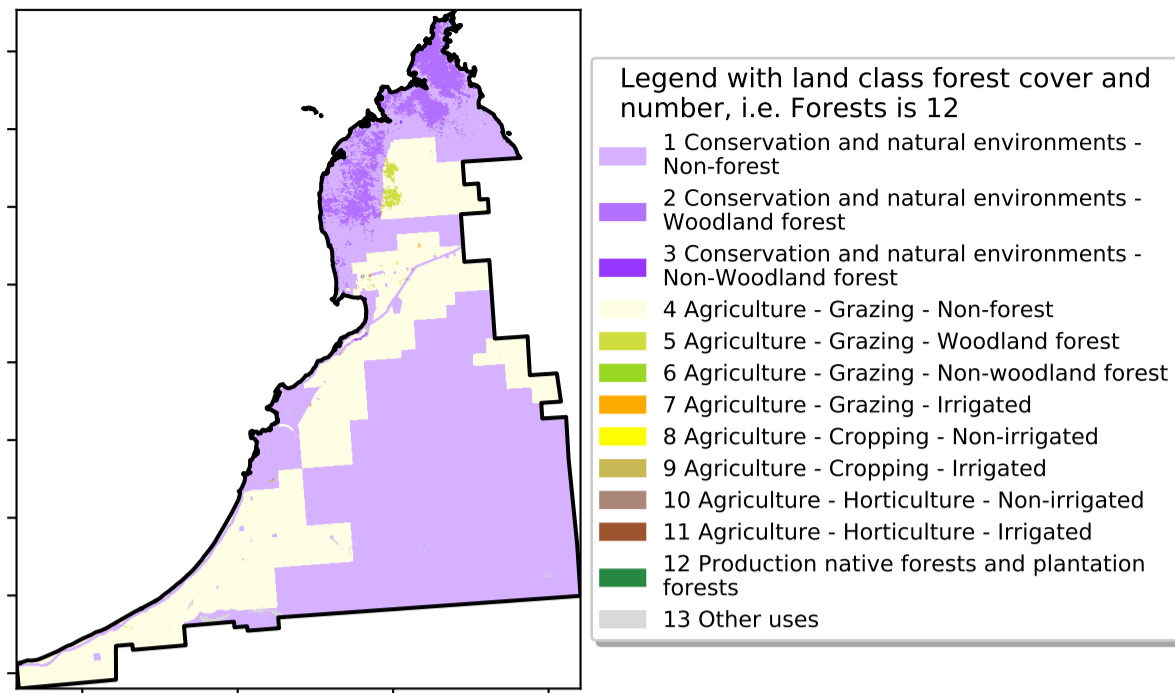 Legend with land class forest cover and
number, i.e. Forests is 12
1 Conservation and natural environments -
Non-forest
2 Conservation and natural environments -
Woodland forest
3 Conservation and natural environments -
Non-Woodland forest
4 Agriculture - Grazing - Non-forest
5 Agriculture - Grazing - Woodland forest
6 Agriculture - Grazing - Non-woodland forest
7 Agriculture - Grazing - Irrigated
8 Agriculture - Cropping - Non-irrigated
9 Agriculture - Cropping - Irrigated
10 Agriculture - Horticulture - Non-irrigated
11 Agriculture - Horticulture - Irrigated
12 Production native forests and plantation
forests
13 Other uses